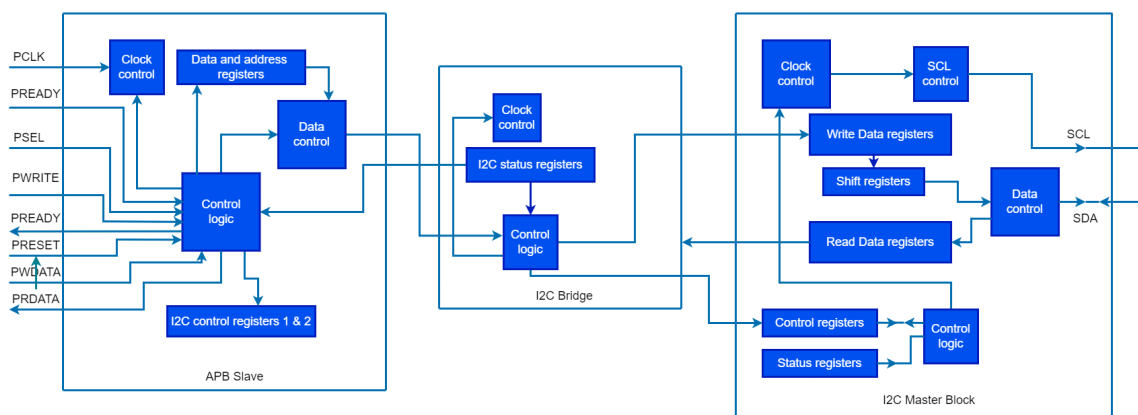 PCLK
PREADY
PSEL
PWRITE
PREADY
PRESET
PWDATA
PRDATA
Clock
control
Data and address
registers
Data
control
Control
logic
I2C control registers 1 & 2
APB Slave
Clock
control
I2C status registers
Control
logic
I2C Bridge
Clock
control
SCL
control
Write Data registers
Shift registers
Data
control
Read Data registers
Control registers
Status registers
Control
logic
I2C Master Block
SCL
SDA